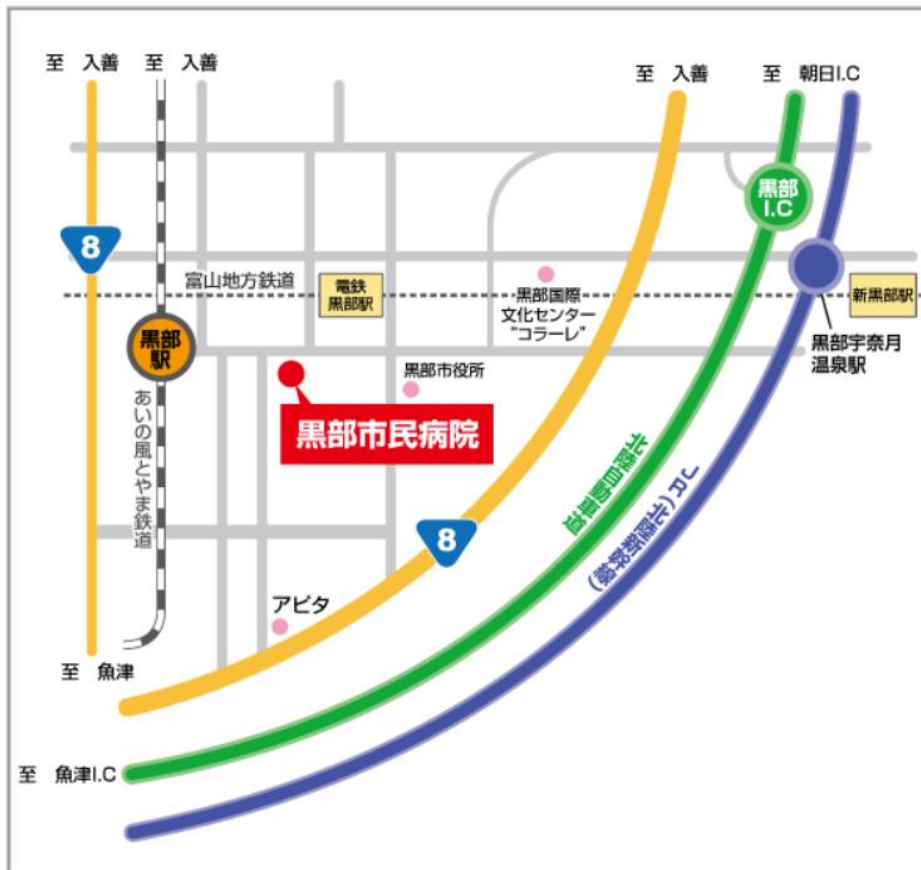 至 入善
至 入善
至 入善
至 朝日I.C
黒部
I.C
8
富山地方鉄道
電鉄
黒部駅
黒部国際
文化センター
"コラーレ"
新黒部駅
黒部
駅
黒部宇奈月
温泉駅
黒部市役所
あいの風とやま鉄道
黒部市民病院
北陸自動車道
JR(北陸新幹線)
8
アピタ
至 魚津
至 魚津I.C